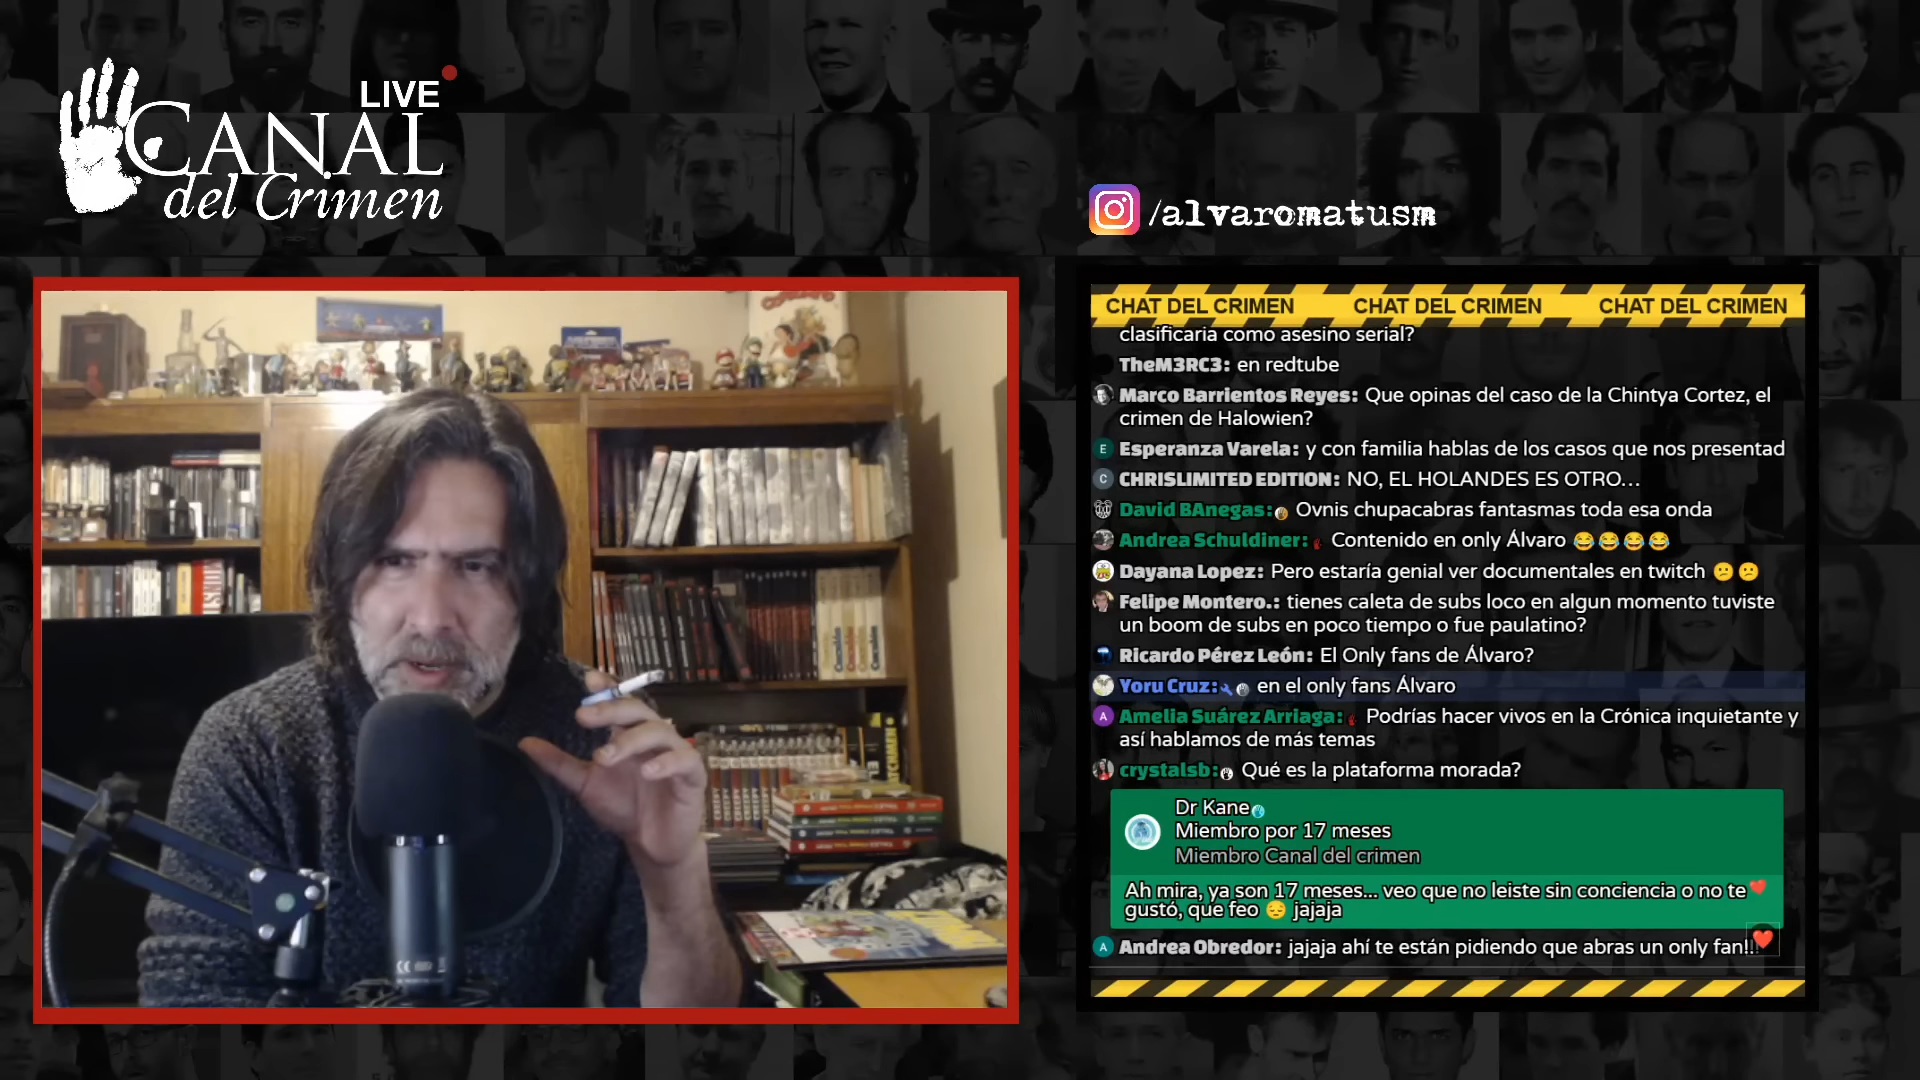 LIVE
CANAL
del Crimen
/alvaromatusm
CHAT DEL CRIMEN CHAT DEL CRIMEN CHAT DEL CRIMEN
clasificaria como asesino serial?
TheM3RC3: en redtube
Marco Barrientos Reyes: Que opinas del caso de la Chintya Cortez, el
crimen de Halowien?
E Esperanza Varela: y con familia hablas de los casos que nos presentad
C CHRISLIMITED EDITION: NO, EL HOLANDES ES OTRO...
David BAnegas: Ovnis chupacabras fantasmas toda esa onda
Andrea Schuldiner: Contenido en only Álvaro 😂😂😂😂
Dayana Lopez: Pero estaría genial ver documentales en twitch 😕😕
Felipe Montero.: tienes caleta de subs loco en algun momento tuviste
un boom de subs en poco tiempo o fue paulatino?
Ricardo Pérez León: El Only fans de Álvaro?
Yoru Cruz: en el only fans Álvaro
A Amelia Suárez Arriaga: Podrías hacer vivos en la Crónica inquietante y
así hablamos de más temas
crystalsb: Qué es la plataforma morada?
Dr Kane
Miembro por 17 meses
Miembro Canal del crimen
Ah mira, ya son 17 meses... veo que no leiste sin conciencia o no te
gustó, que feo 😔 jajaja
A Andrea Obredor: jajaja ahí te están pidiendo que abras un only fan!!